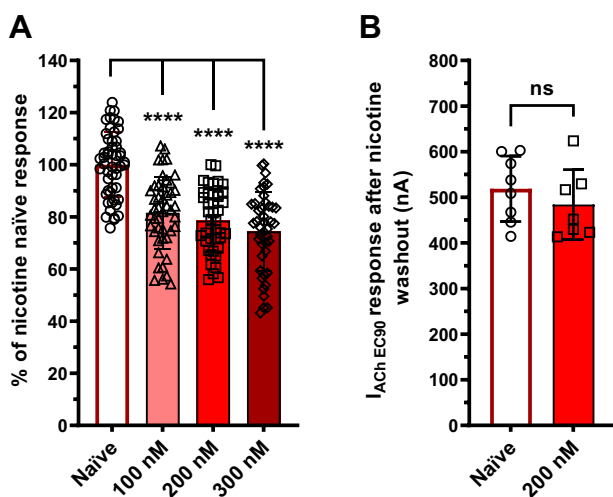 A
% of nicotine naïve response
140
120
100
80
60
40
20
0
****
****
****
Naïve
100 nM
200 nM
300 nM
B
I ACh EC90 response after nicotine
washout (nA)
800
700
600
500
400
300
200
100
0
ns
Naïve
200 nM